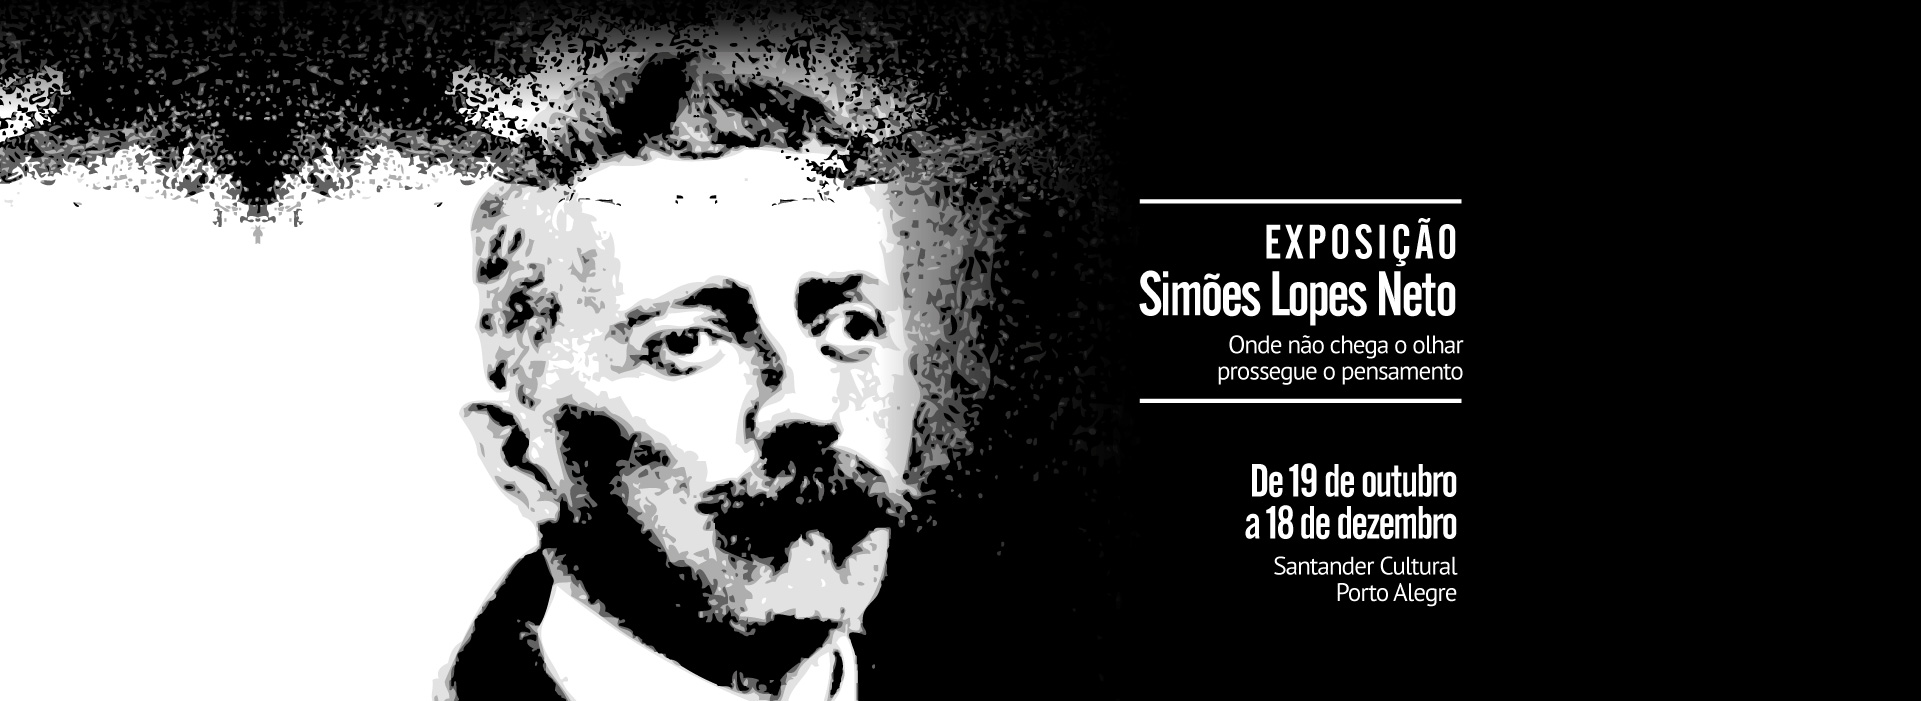 EXPOSIÇÃO
Simões Lopes Neto
Onde não chega o olhar
prossegue o pensamento
De 19 de outubro
a 18 de dezembro
Santander Cultural
Porto Alegre